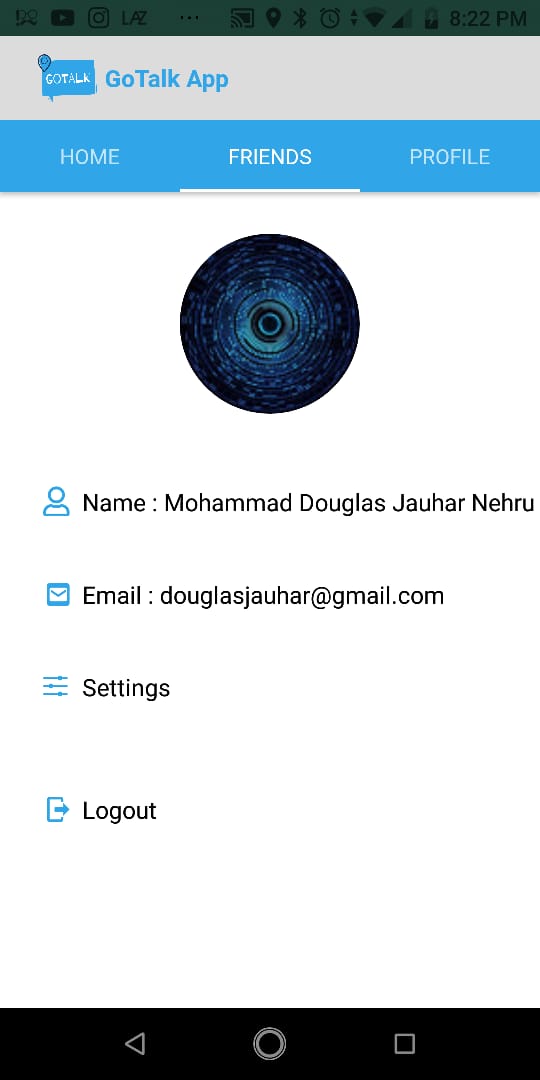 LAZ
8:22 PM
GOTALK
GoTalk App
HOME FRIENDS PROFILE
Name : Mohammad Douglas Jauhar Nehru
Email : douglasjauhar@gmail.com
Settings
Logout